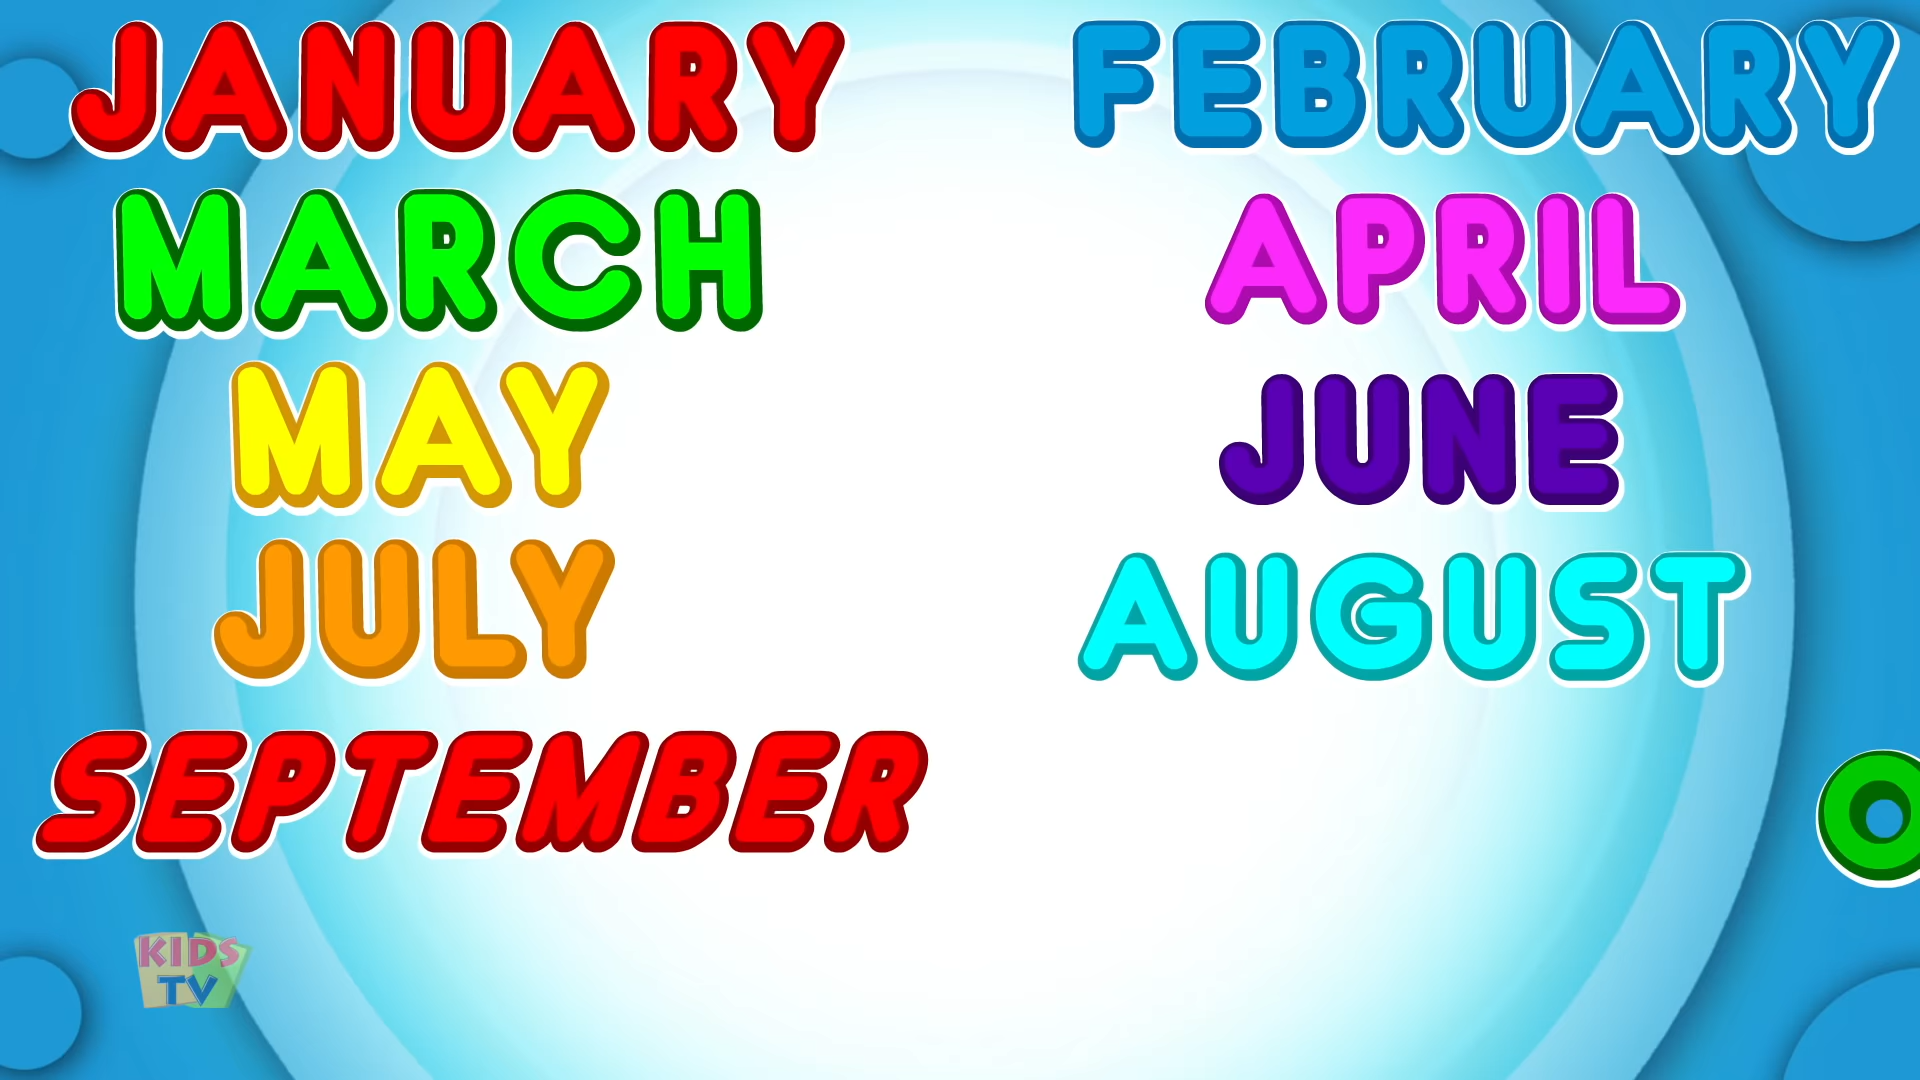 JANUARY FEBRUARY
MARCH APRIL
MAY JUNE
JULY AUGUST
SEPTEMBER O
KIDS
TV